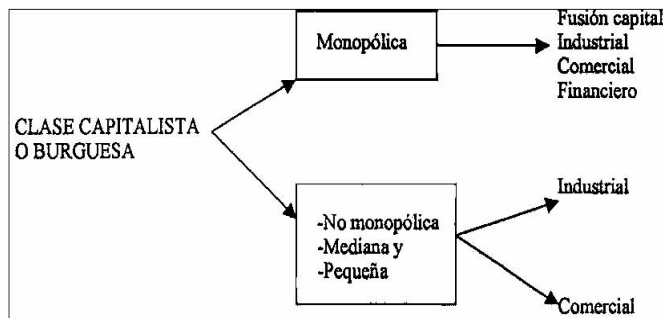 Monopólica
Fusión capital
Industrial
Comercial
Financiero
CLASE CAPITALISTA
O BURGUESA
-No monopólica
-Mediana y
-Pequeña
Industrial
Comercial